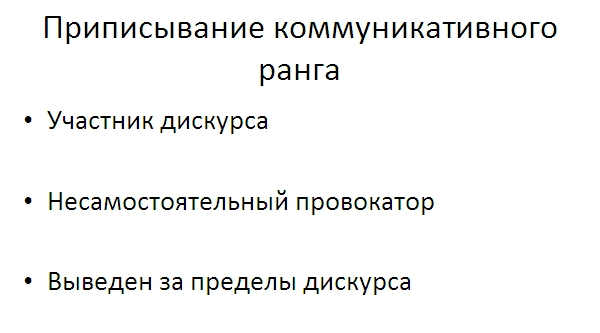 Приписывание коммуникативного
ранга
• Участник дискурса
• Несамостоятельный провокатор
• Выведен за пределы дискурса